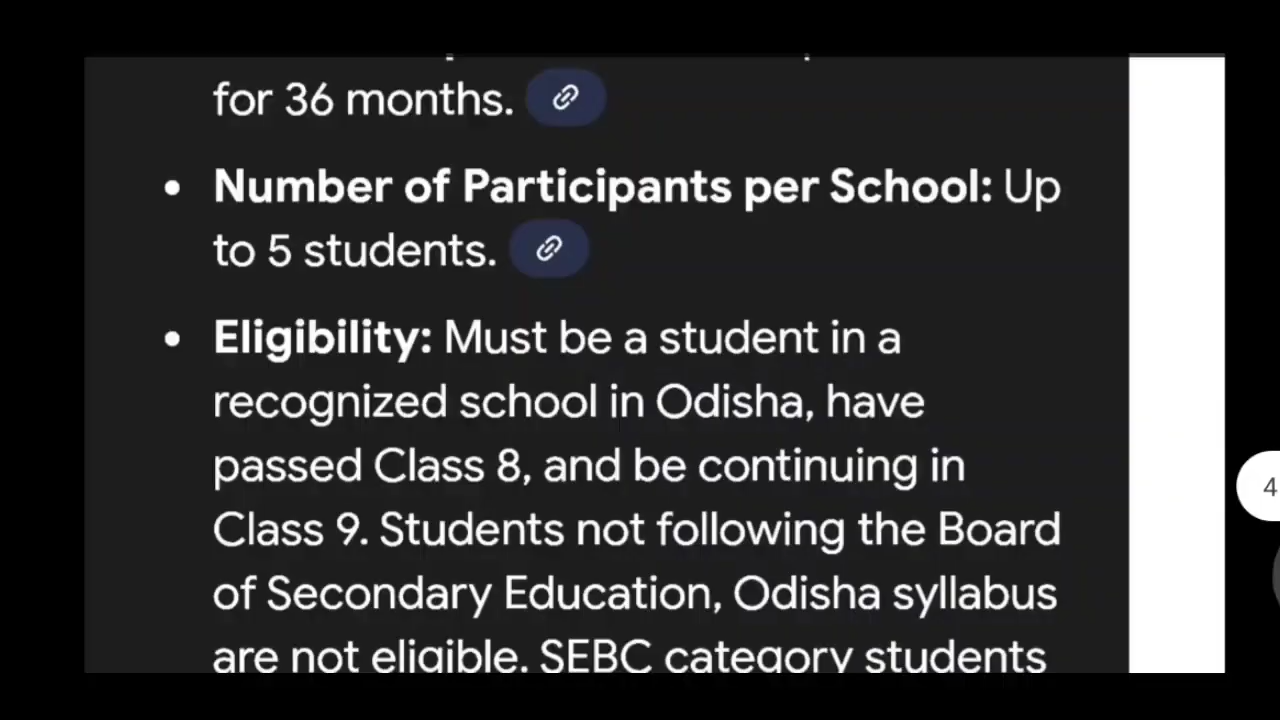 for 36 months.
• Number of Participants per School: Up
to 5 students.
• Eligibility: Must be a student in a
recognized school in Odisha, have
passed Class 8, and be continuing in
Class 9. Students not following the Board
of Secondary Education, Odisha syllabus
are not eligible. SEBC category students
4